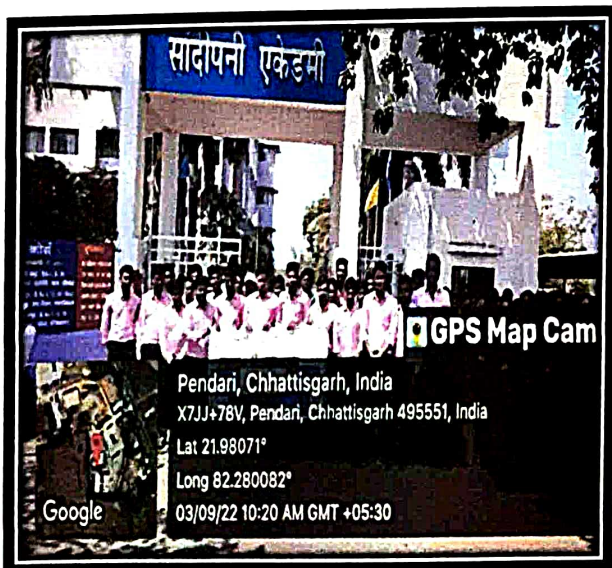 सांदीपनी एकेडमी
GPS Map Cam
Pendari, Chhattisgarh, India
X7JJ+78V, Pendari, Chhattisgarh 495551, India
Lat 21.98071°
Long 82.280082°
Google
03/09/22 10:20 AM GMT +05:30